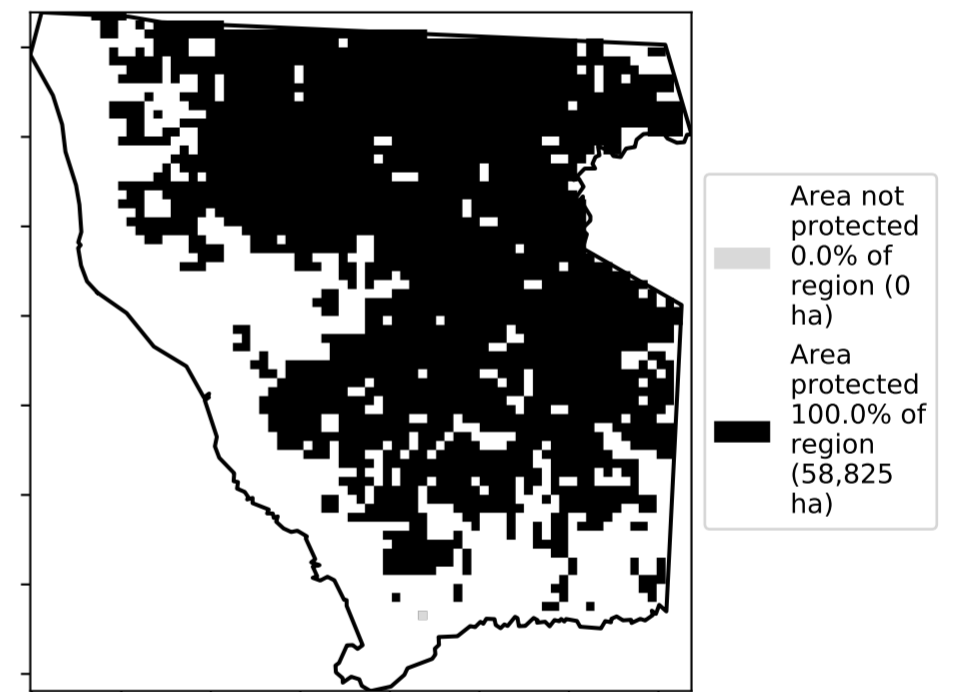 Area not
protected
0.0% of
region (0
ha)
Area
protected
100.0% of
region
(58,825
ha)